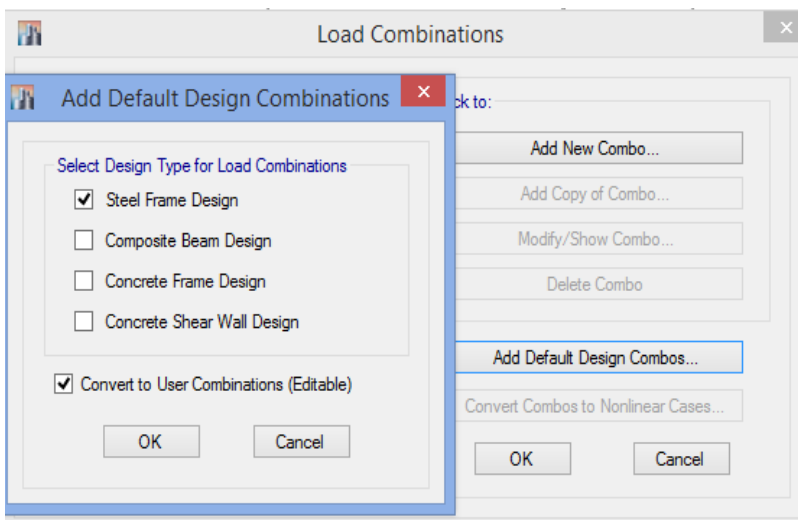 Load Combinations
Add Default Design Combinations
Select Design Type for Load Combinations
Steel Frame Design
Composite Beam Design
Concrete Frame Design
Concrete Shear Wall Design
Convert to User Combinations (Editable)
OK Cancel
ck to:
Add New Combo...
Add Copy of Combo...
Modify/Show Combo...
Delete Combo
Add Default Design Combos...
Convert Combos to Nonlinear Cases...
OK Cancel